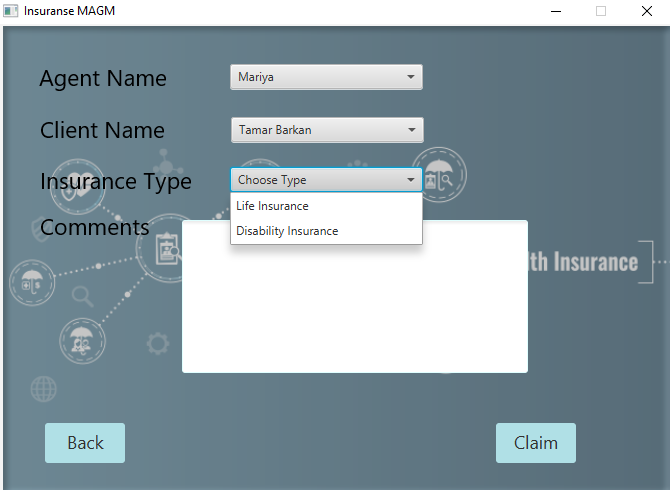 Insuranse MAGM
Agent Name
Mariya
Client Name
Tamar Barkan
Insurance Type
Choose Type
Life Insurance
Disability Insurance
Comments
lth Insurance
Back
Claim